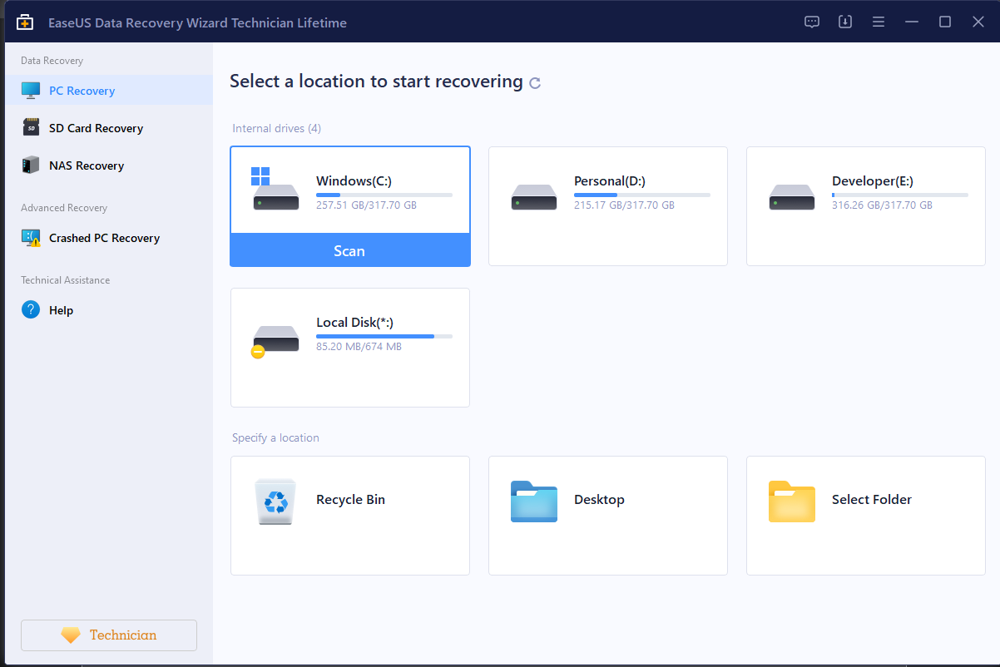 EaseUS Data Recovery Wizard Technician Lifetime
Data Recovery
PC Recovery
SD Card Recovery
NAS Recovery
Advanced Recovery
Crashed PC Recovery
Technical Assistance
? Help
Technician
Select a location to start recovering
Internal drives (4)
Windows(C:)
257.51 GB/317.70 GB
Scan
Personal(D:)
215.17 GB/317.70 GB
Developer(E:)
316.26 GB/317.70 GB
Local Disk(*:)
85.20 MB/674 MB
Specify a location
Recycle Bin
Desktop
Select Folder